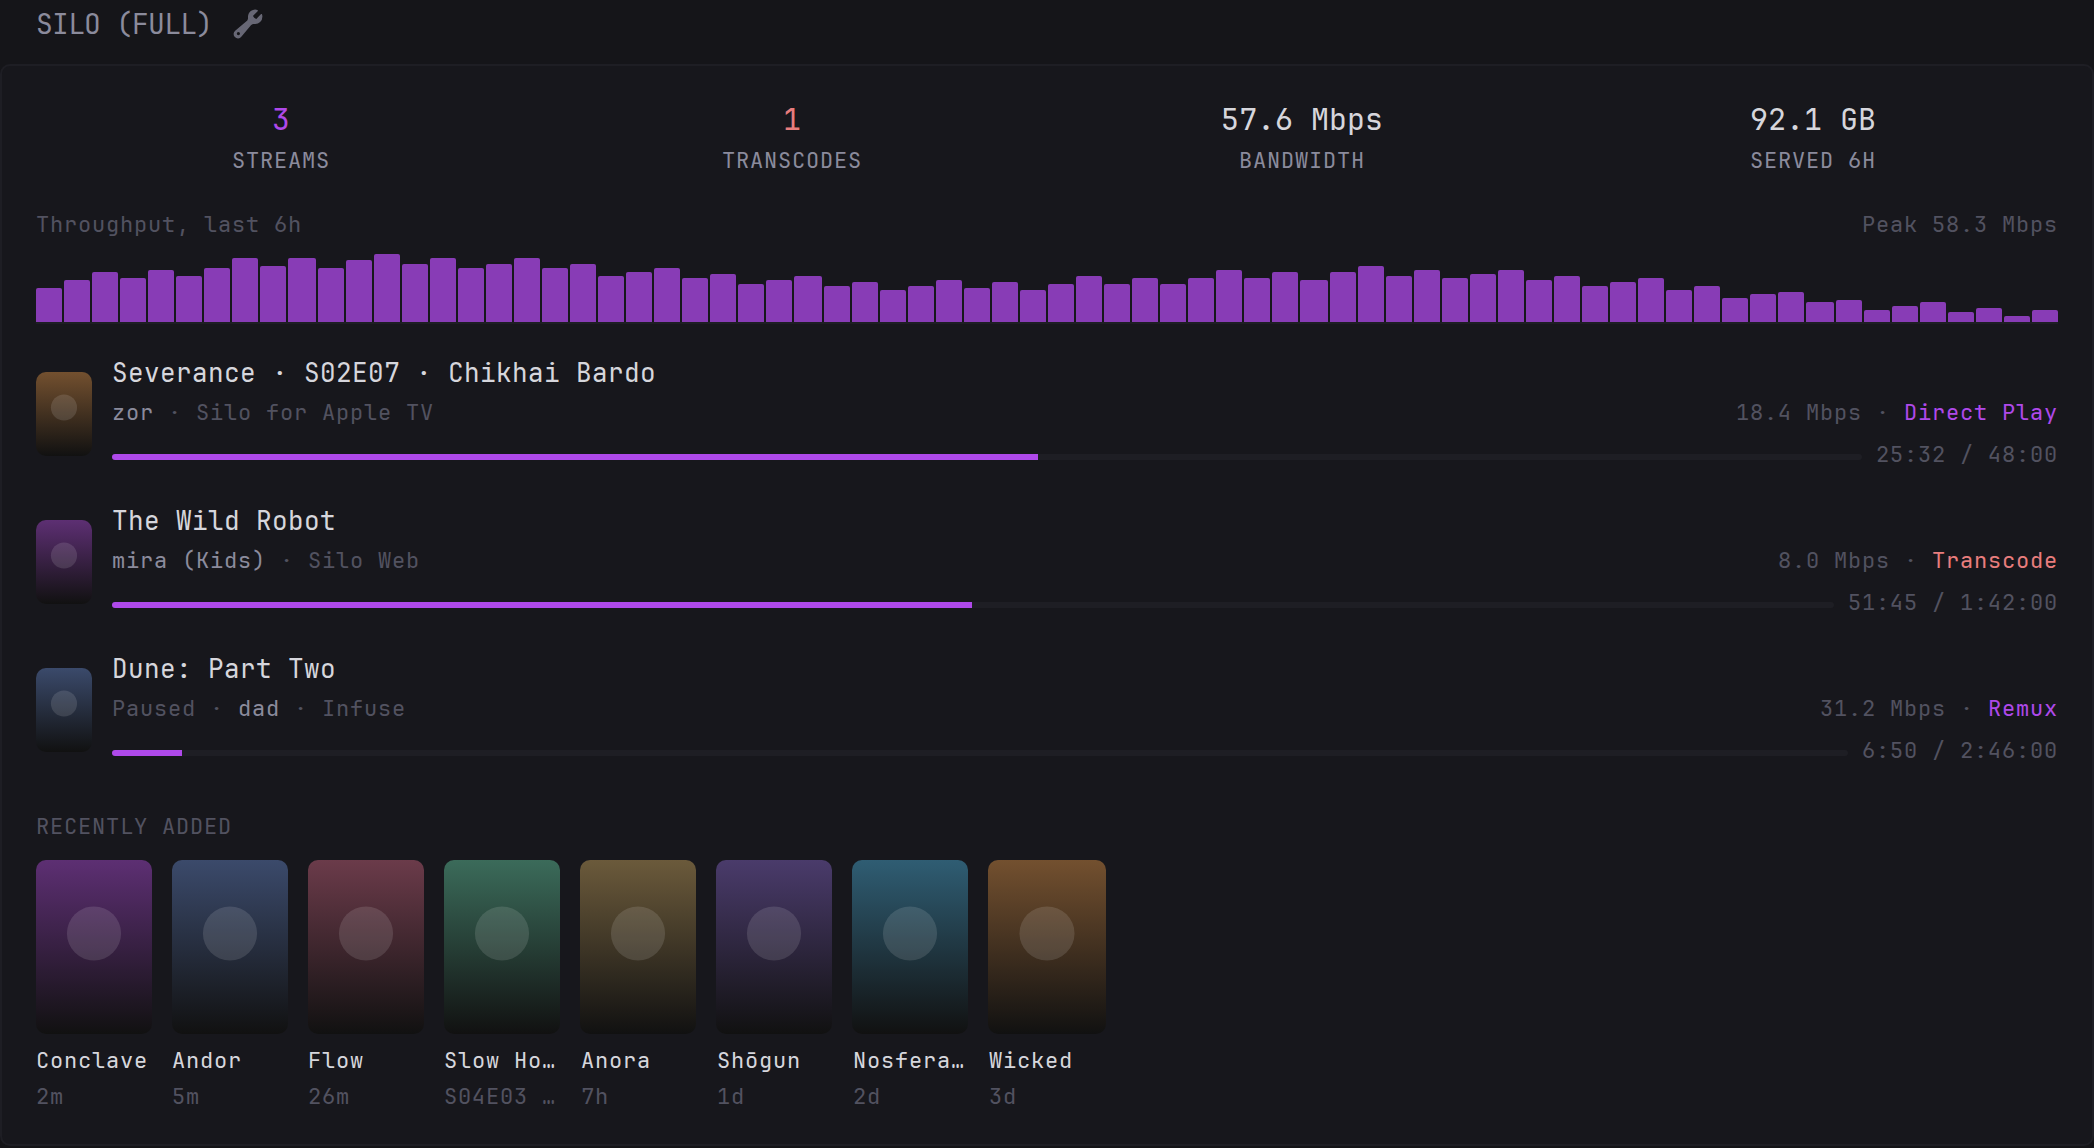 SILO (FULL)
3
STREAMS
1
TRANSCODES
57.6 Mbps
BANDWIDTH
92.1 GB
SERVED 6H
Throughput, last 6h
Peak 58.3 Mbps
Severance · S02E07 · Chikhai Bardo
zor · Silo for Apple TV
18.4 Mbps · Direct Play
25:32 / 48:00
The Wild Robot
mira (Kids) · Silo Web
8.0 Mbps · Transcode
51:45 / 1:42:00
Dune: Part Two
Paused · dad · Infuse
31.2 Mbps · Remux
6:50 / 2:46:00
RECENTLY ADDED
Conclave
2m
Andor
5m
Flow
26m
Slow Ho…
S04E03 …
Anora
7h
Shōgun
1d
Nosfera…
2d
Wicked
3d